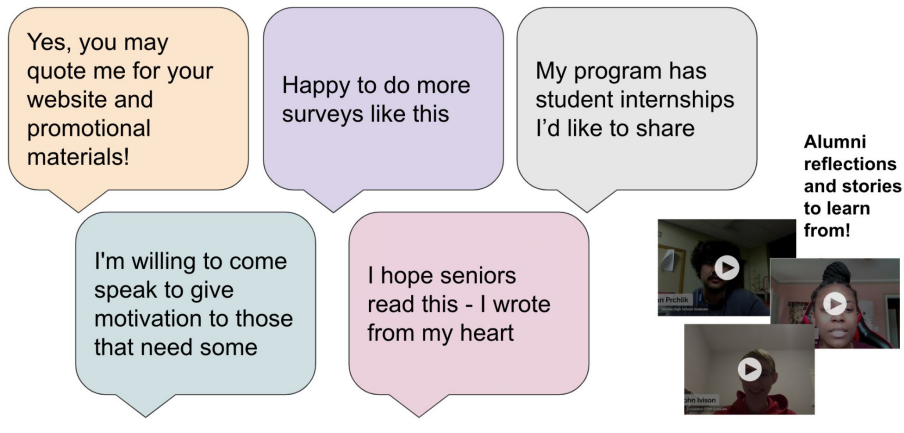 Yes, you may
quote me for your
website and
promotional
materials!
Happy to do more
surveys like this
My program has
student internships
I'd like to share
Alumni
reflections
and stories
to learn
from!
I'm willing to come
speak to give
motivation to those
that need some
I hope seniors
read this - I wrote
from my heart
Prchlik
Ivison